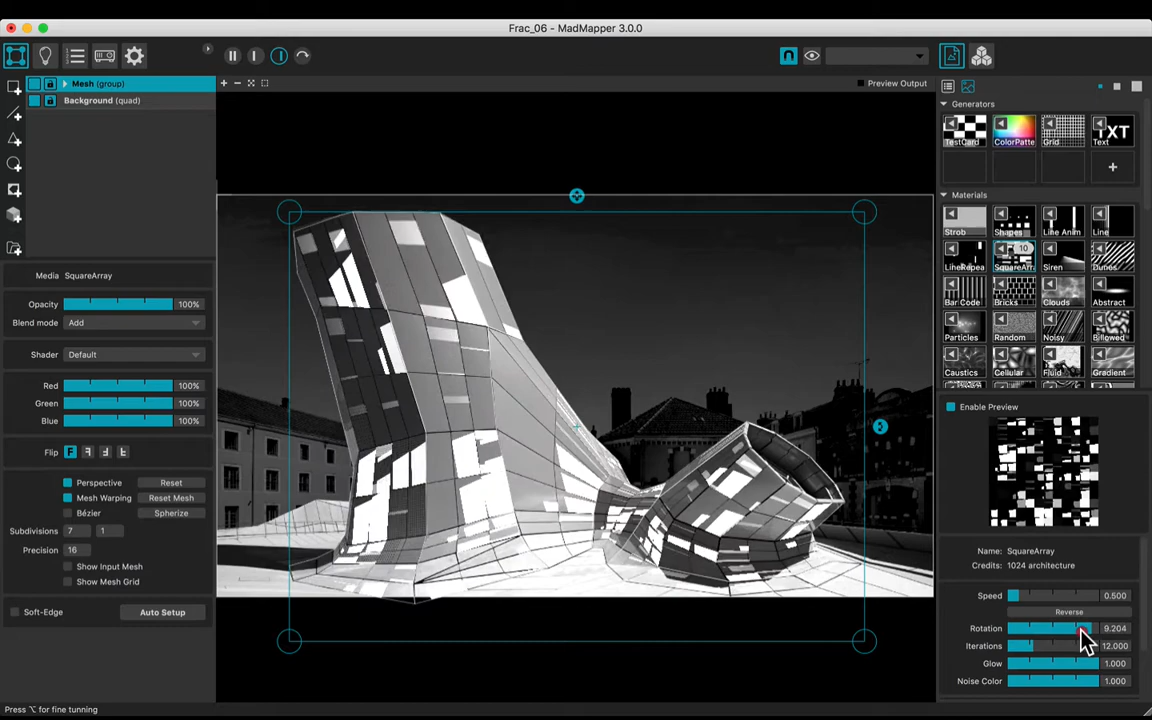 Frac_06 - MadMapper 3.0.0
Mesh (group)
Background (quad)
Preview Output
Media SquareArray
Opacity 100%
Blend mode Add
Shader Default
Red 100%
Green 100%
Blue 100%
Flip F
Perspective Reset
Mesh Warping Reset Mesh
Bézier Spherize
Subdivisions 7 1
Precision 16
Show Input Mesh
Show Mesh Grid
Soft-Edge Auto Setup
Generators
TestCard ColorPatte Grid Text
TXT
Materials
Strob Shapes Line Anim Line
10
LineRepea SquareArr Siren Dunes
Bar Code Bricks Clouds Abstract
Particles Random Noisy Billowed
Caustics Cellular Fluid Gradient
Enable Preview
Name: SquareArray
Credits: 1024 architecture
Speed 0.500
Reverse
Rotation 9.204
Iterations 12.000
Glow 1.000
Noise Color 1.000
Press ⌥ for fine tunning